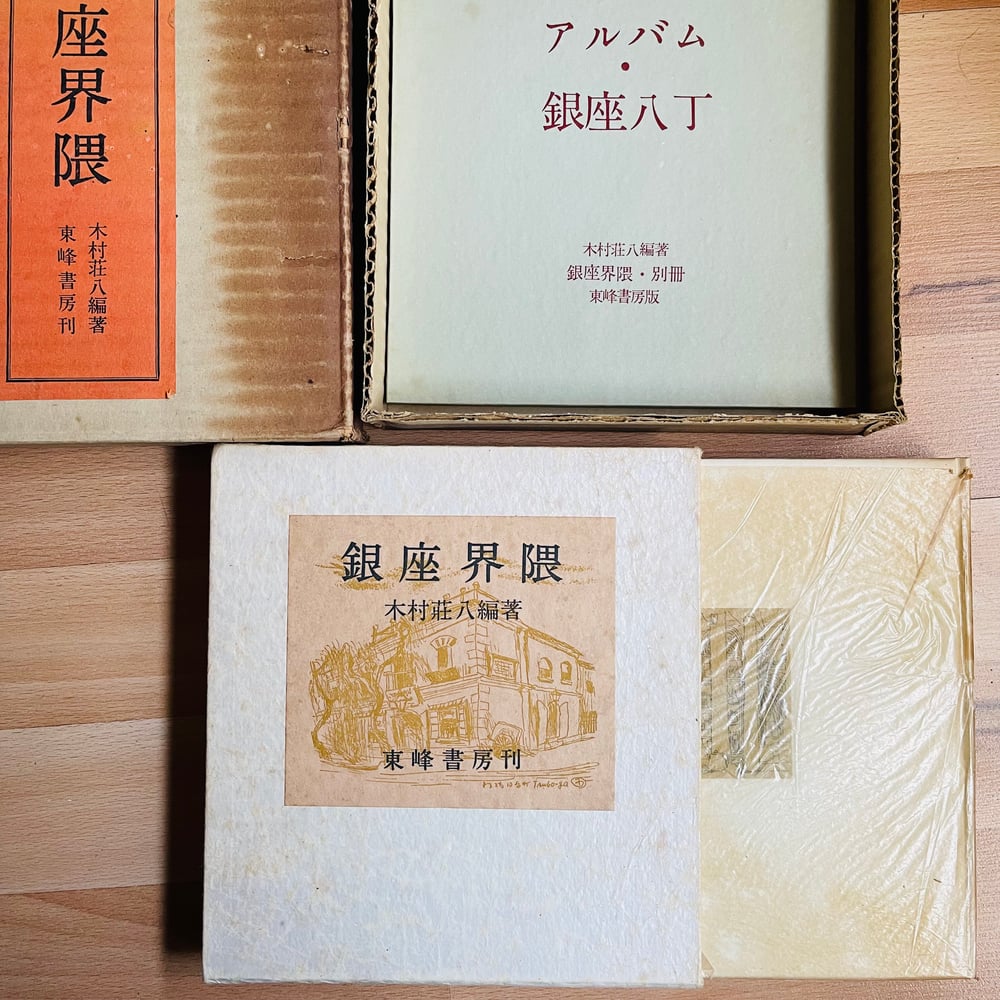 座界隈
木村荘八編著
東峰書房刊
アルバム
・
銀座八丁
木村荘八編著
銀座界隈・別冊
東峰書房版
銀座界隈
木村莊八編著
東峰書房刊